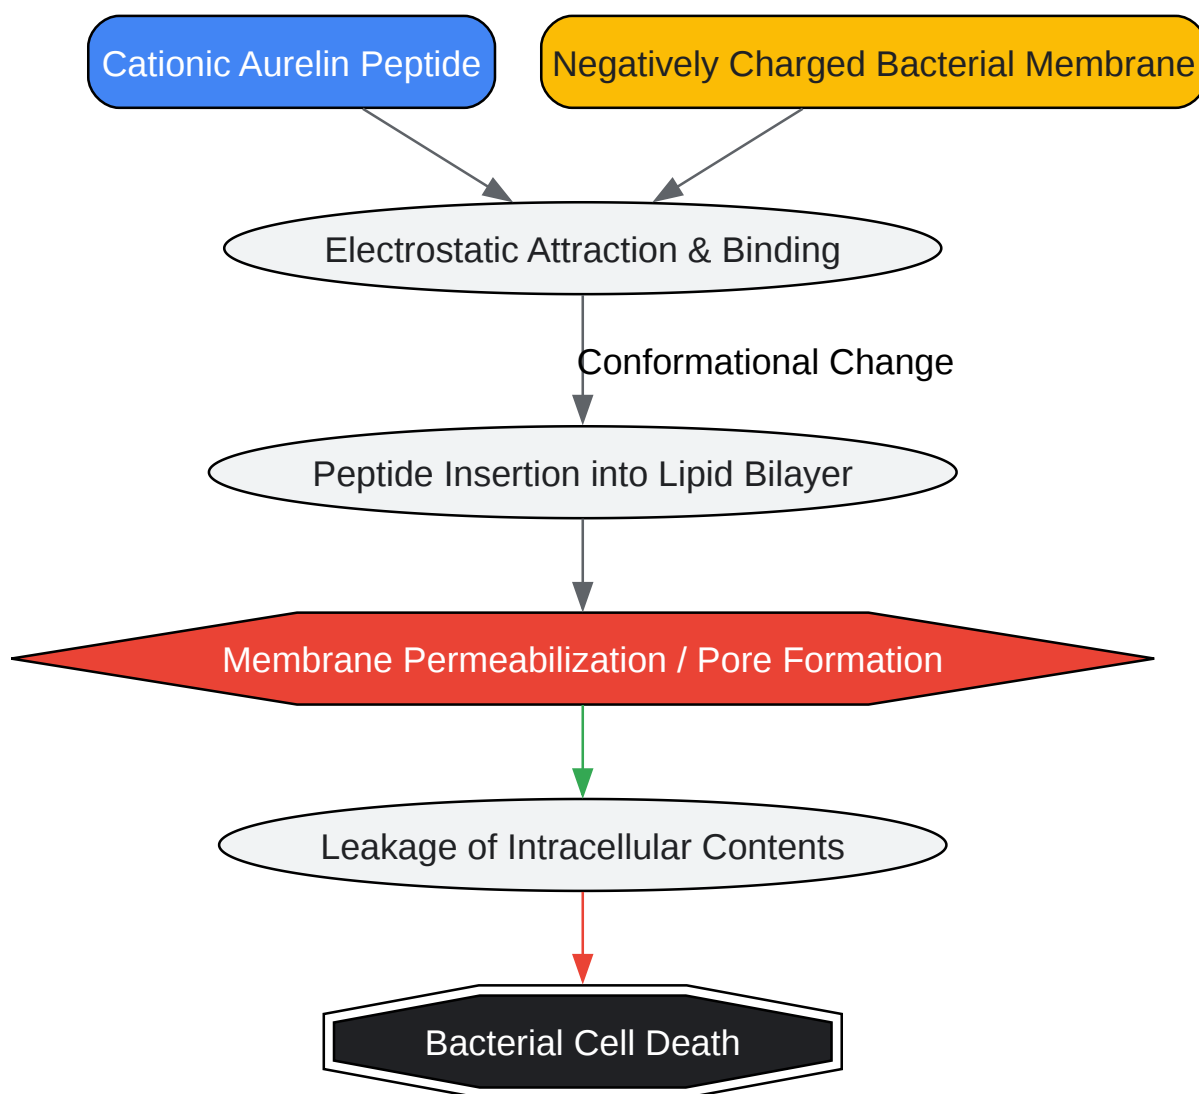 Cationic Aurelin Peptide
Negatively Charged Bacterial Membrane
Electrostatic Attraction & Binding
Conformational Change
Peptide Insertion into Lipid Bilayer
Membrane Permeabilization / Pore Formation
Leakage of Intracellular Contents
Bacterial Cell Death